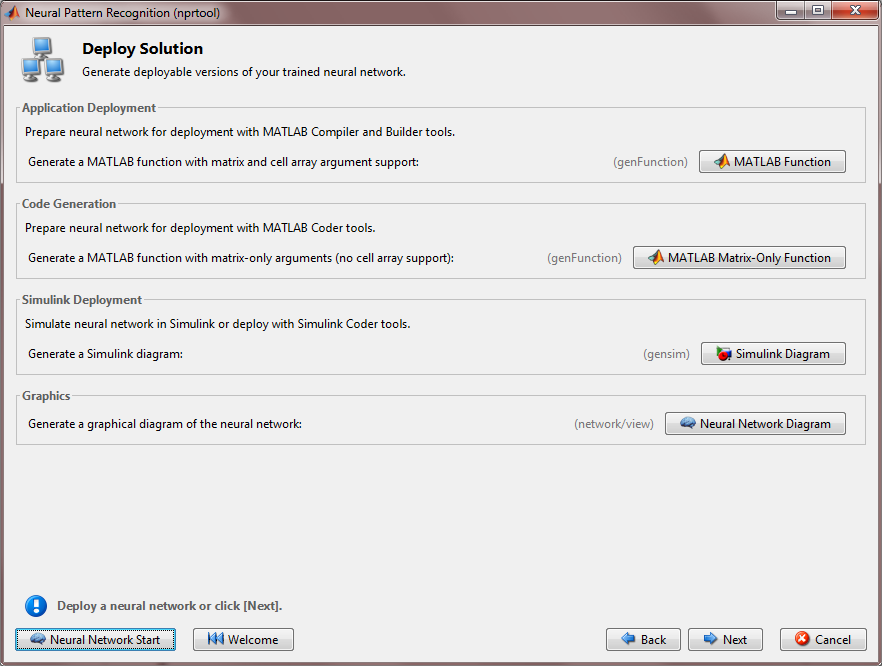 Neural Pattern Recognition (nprtool)
Deploy Solution
Generate deployable versions of your trained neural network.
Application Deployment
Prepare neural network for deployment with MATLAB Compiler and Builder tools.
Generate a MATLAB function with matrix and cell array argument support: (genFunction) MATLAB Function
Code Generation
Prepare neural network for deployment with MATLAB Coder tools.
Generate a MATLAB function with matrix-only arguments (no cell array support): (genFunction) MATLAB Matrix-Only Function
Simulink Deployment
Simulate neural network in Simulink or deploy with Simulink Coder tools.
Generate a Simulink diagram: (gensim) Simulink Diagram
Graphics
Generate a graphical diagram of the neural network: (network/view) Neural Network Diagram
Deploy a neural network or click [Next].
Neural Network Start Welcome Back Next Cancel